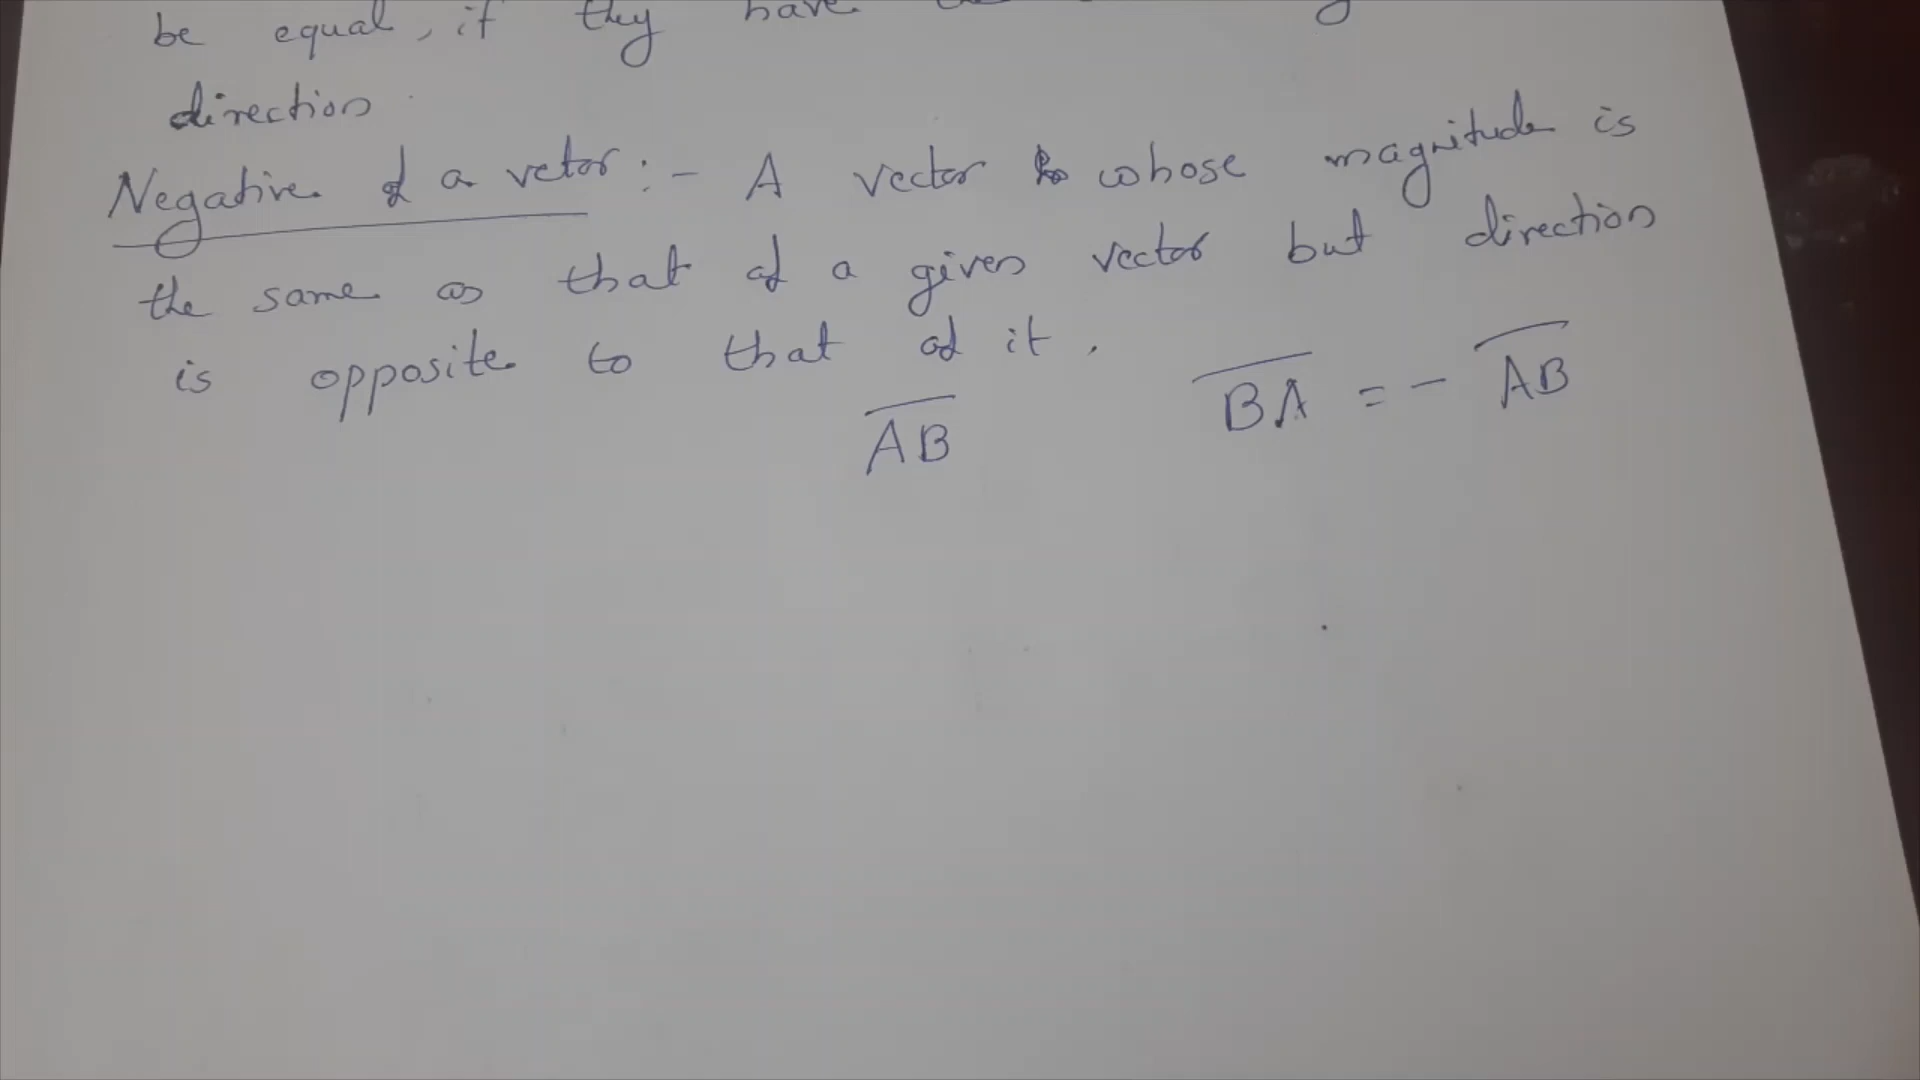 be equal, if they have
direction
Negative of a vetor :- A vector whose magnitude is
the same as that of a given vector but direction
is opposite to that of it.
AB BA = - AB